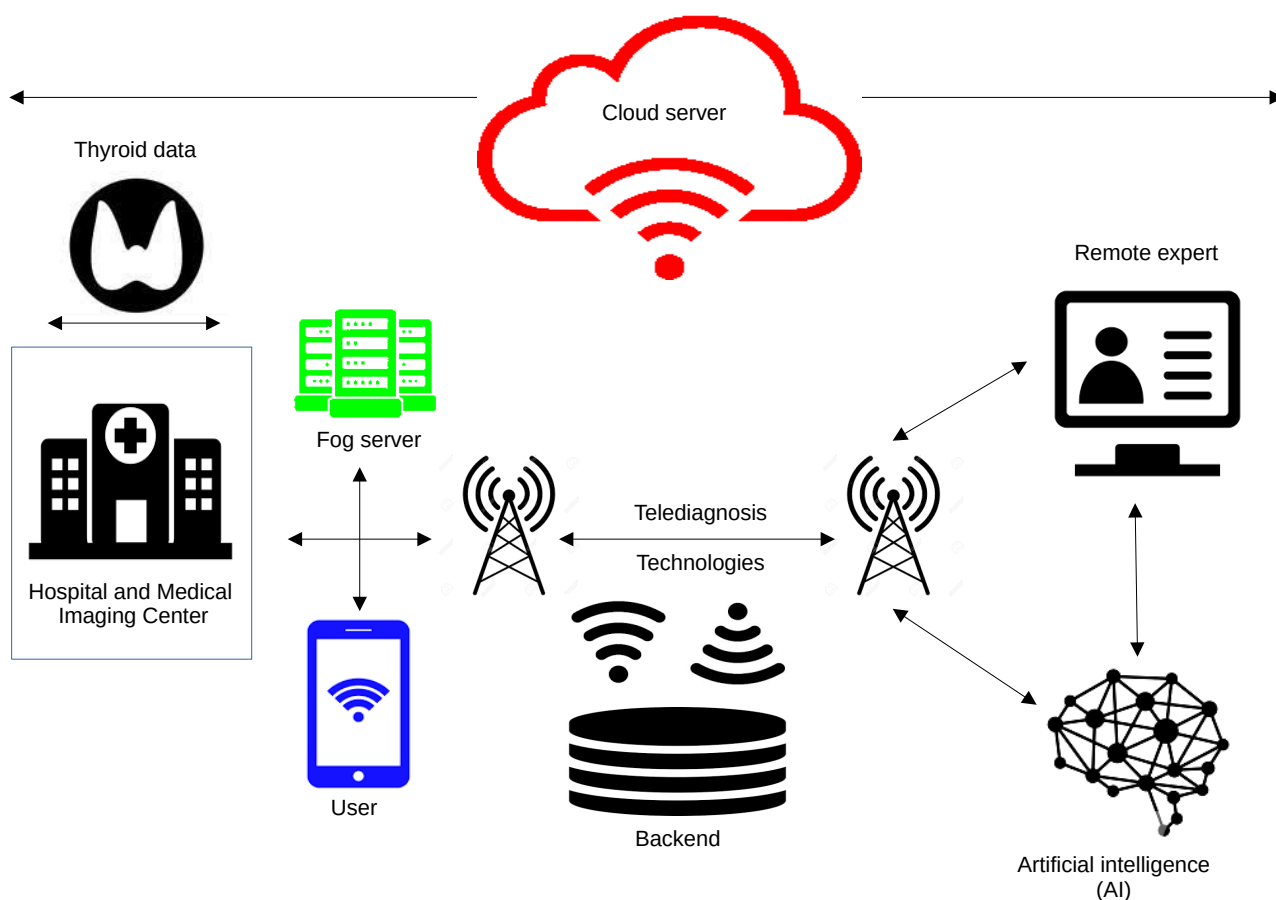 Cloud server
Thyroid data
Remote expert
Fog server
Telediagnosis
Technologies
Hospital and Medical
Imaging Center
User
Backend
Artificial intelligence
(AI)